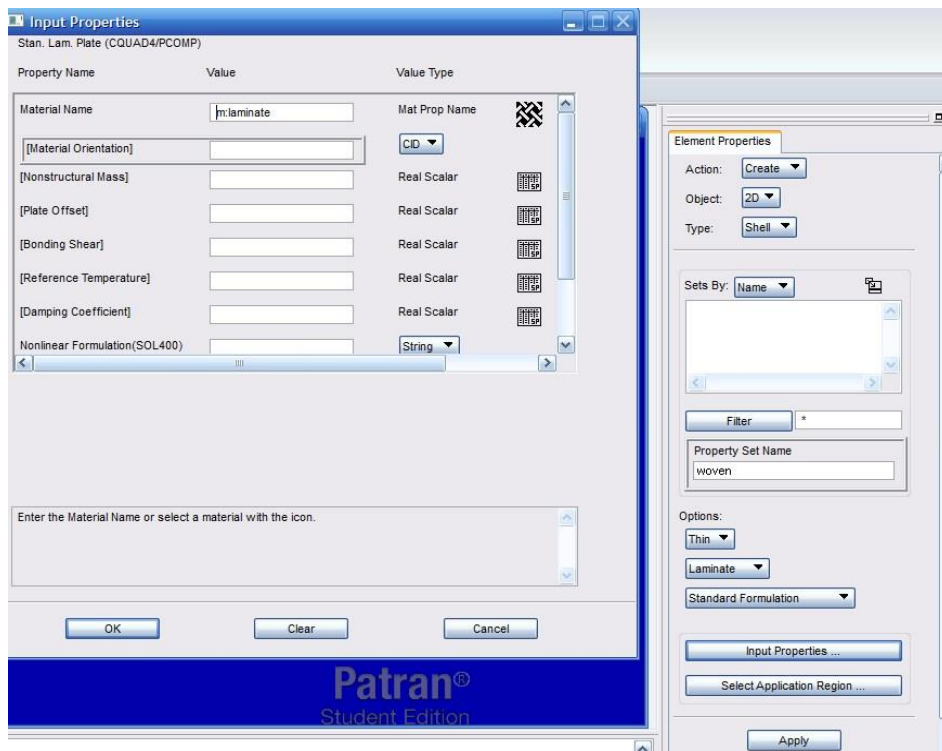 Input Properties
Stan. Lam. Plate (CQUAD4/PCOMP)
Property Name Value Value Type
Material Name m:laminate Mat Prop Name
[Material Orientation] CID
[Nonstructural Mass] Real Scalar
[Plate Offset] Real Scalar
[Bonding Shear] Real Scalar
[Reference Temperature] Real Scalar
[Damping Coefficient] Real Scalar
Nonlinear Formulation(SOL400) String
Enter the Material Name or select a material with the icon.
OK Clear Cancel
Patran®
Student Edition
Element Properties
Action: Create
Object: 2D
Type: Shell
Sets By: Name
Filter *
Property Set Name
woven
Options:
Thin
Laminate
Standard Formulation
Input Properties ...
Select Application Region ...
Apply